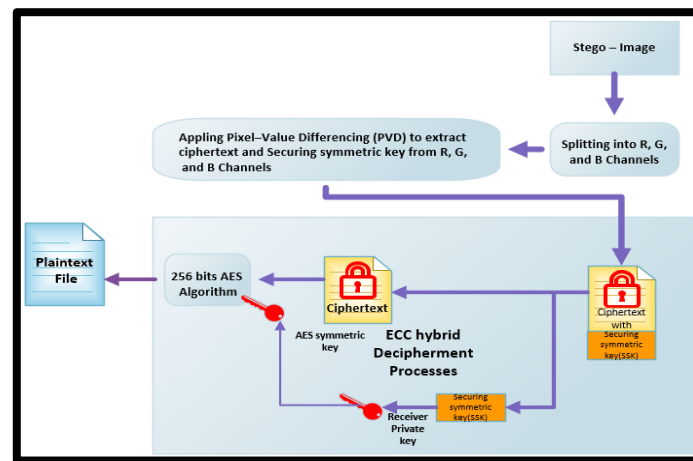 Stego – Image
Appling Pixel–Value Differencing (PVD) to extract
ciphertext and Securing symmetric key from R, G,
and B Channels
Splitting into R, G,
and B Channels
Plaintext
File
256 bits AES
Algorithm
Ciphertext
AES symmetric
key
ECC hybrid
Decipherment
Processes
Ciphertext
with
Securing
symmetric
key(SSK)
Securing
symmetric
key(SSK)
Receiver
Private
key